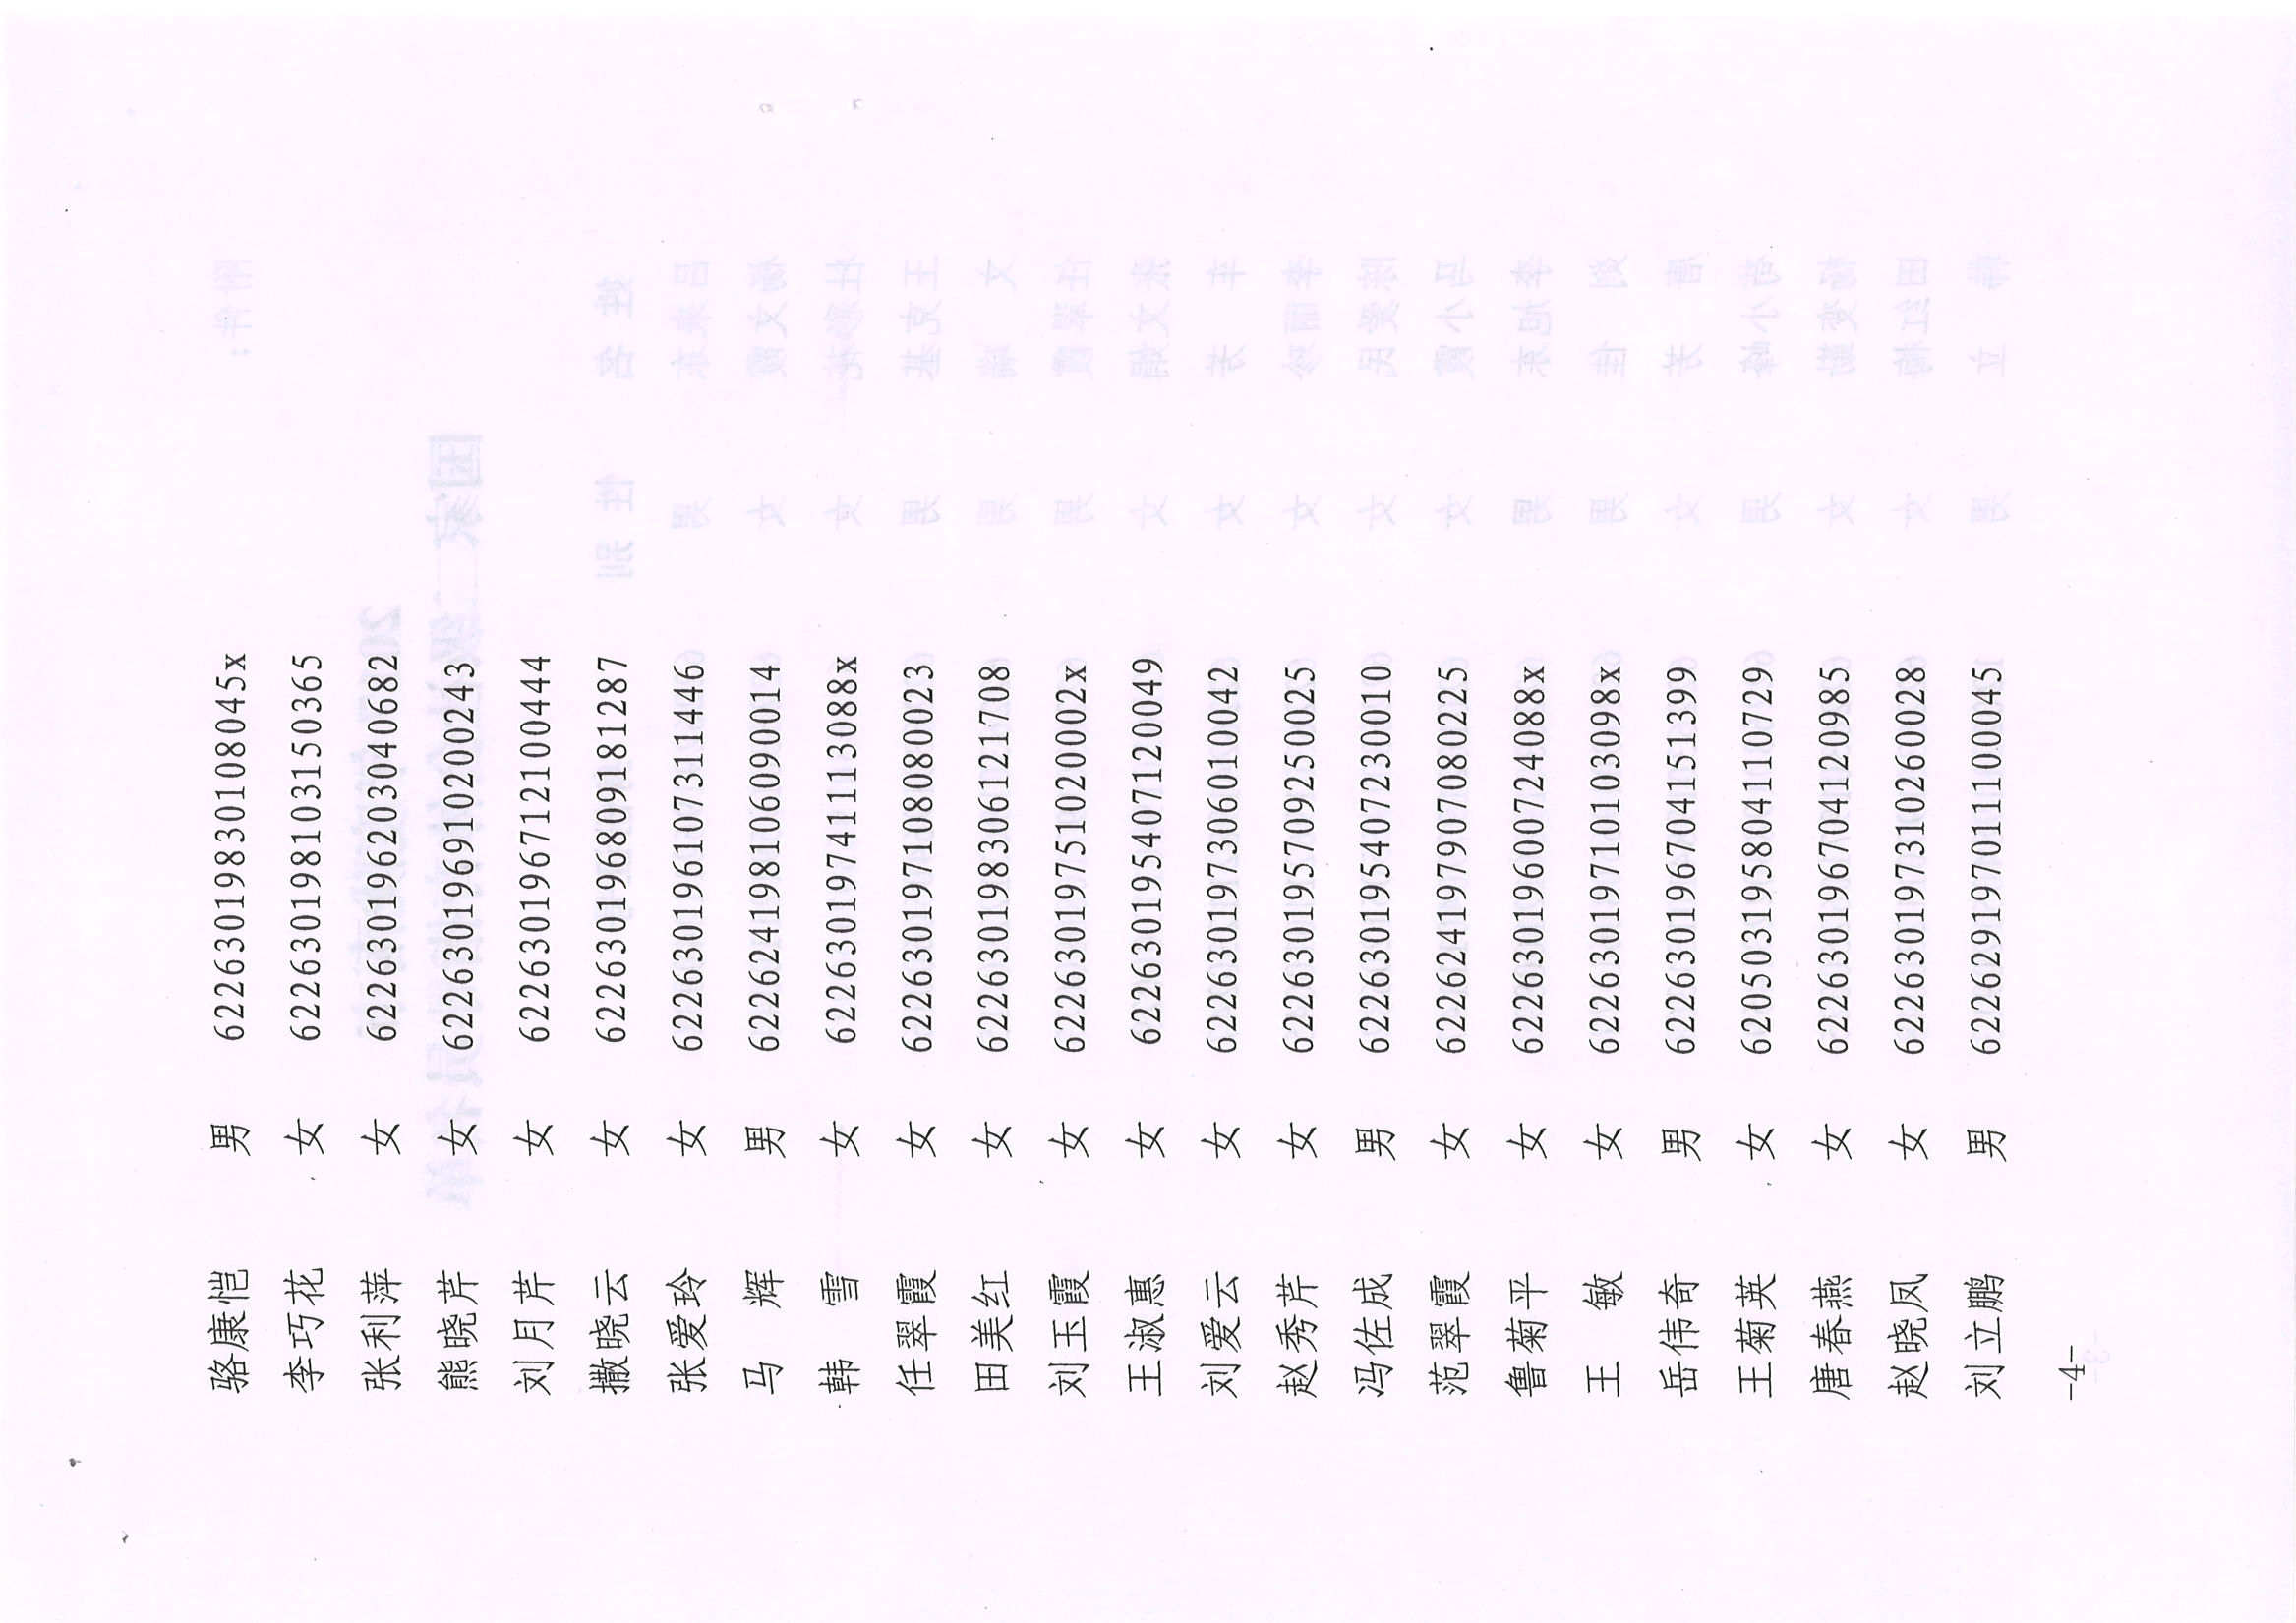 骆康恺 男 62263019830108045x
李巧花 女 622630198103150365
张利萍 女 622630196203040682
熊晓芹 女 622630196910200243
刘月芹 女 622630196712100444
撒晓云 女 622630196809181287
张爱玲 女 622630196107311446
马 辉 男 622624198106090014
韩 雪 女 62263019741113088x
任翠霞 女 622630197108080023
田美红 女 622630198306121708
刘玉霞 女 62263019751020002x
王淑惠 女 622630195407120049
刘爱云 女 622630197306010042
赵秀芹 女 622630195709250025
冯佐成 男 622630195407230010
范翠霞 女 622624197907080225
鲁菊平 女 62263019600724088x
王 敏 女 62263019710103098x
岳伟奇 男 622630196704151399
王菊英 女 620503195804110729
唐春燕 女 622630196704120985
赵晓凤 女 622630197310260028
刘立鹏 男 622629197011100045
-4-